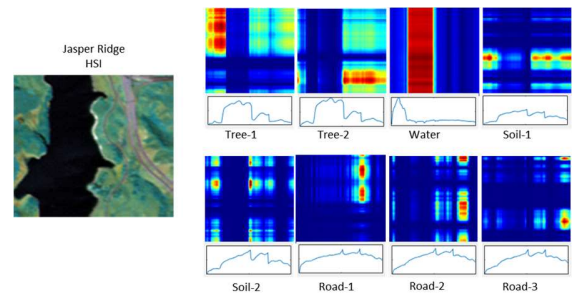 Jasper Ridge
HSI
Tree-1
Tree-2
Water
Soil-1
Soil-2
Road-1
Road-2
Road-3